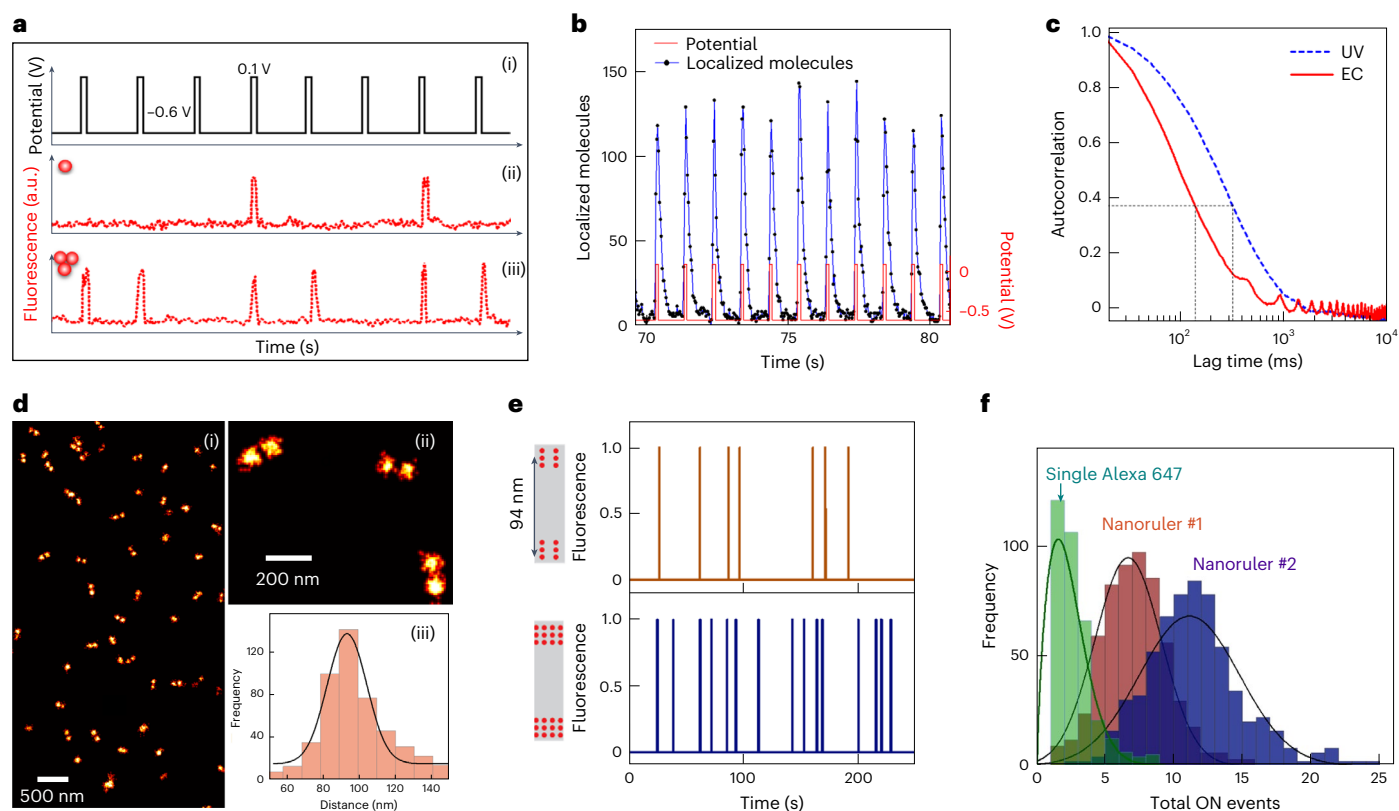 a
Potential (V)
0.1 V
−0.6 V
(i)
Fluorescence (a.u.)
(ii)
(iii)
Time (s)
b
Potential
Localized molecules
Localized molecules
150
100
50
0
70
75
80
Time (s)
0
−0.5
Potential (V)
c
UV
EC
Autocorrelation
1.0
0.8
0.6
0.4
0.2
0
10²
10³
10⁴
Lag time (ms)
d
(i)
500 nm
(ii)
200 nm
(iii)
Frequency
120
80
40
0
60
80
100
120
140
Distance (nm)
e
94 nm
Fluorescence
1.0
0.5
0
Fluorescence
1.0
0.5
0
0
100
200
Time (s)
f
Single Alexa 647
Nanoruler #1
Nanoruler #2
Frequency
100
50
0
0
5
10
15
20
25
Total ON events